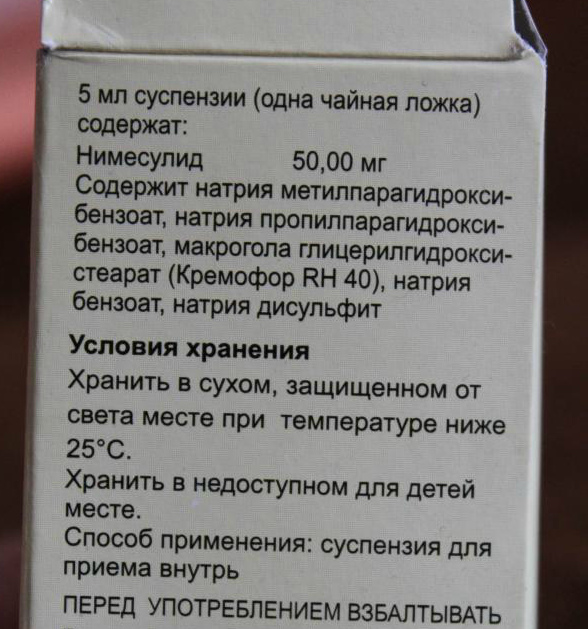 5 мл суспензии (одна чайная ложка)
содержат:
Нимесулид 50,00 мг
Содержит натрия метилпарагидрокси-
бензоат, натрия пропилпарагидрокси-
бензоат, макрогола глицерилгидрокси-
стеарат (Кремофор RH 40), натрия
бензоат, натрия дисульфит
Условия хранения
Хранить в сухом, защищенном от
света месте при температуре ниже
25°C.
Хранить в недоступном для детей
месте.
Способ применения: суспензия для
приема внутрь
ПЕРЕД УПОТРЕБЛЕНИЕМ ВЗБАЛТЫВАТЬ